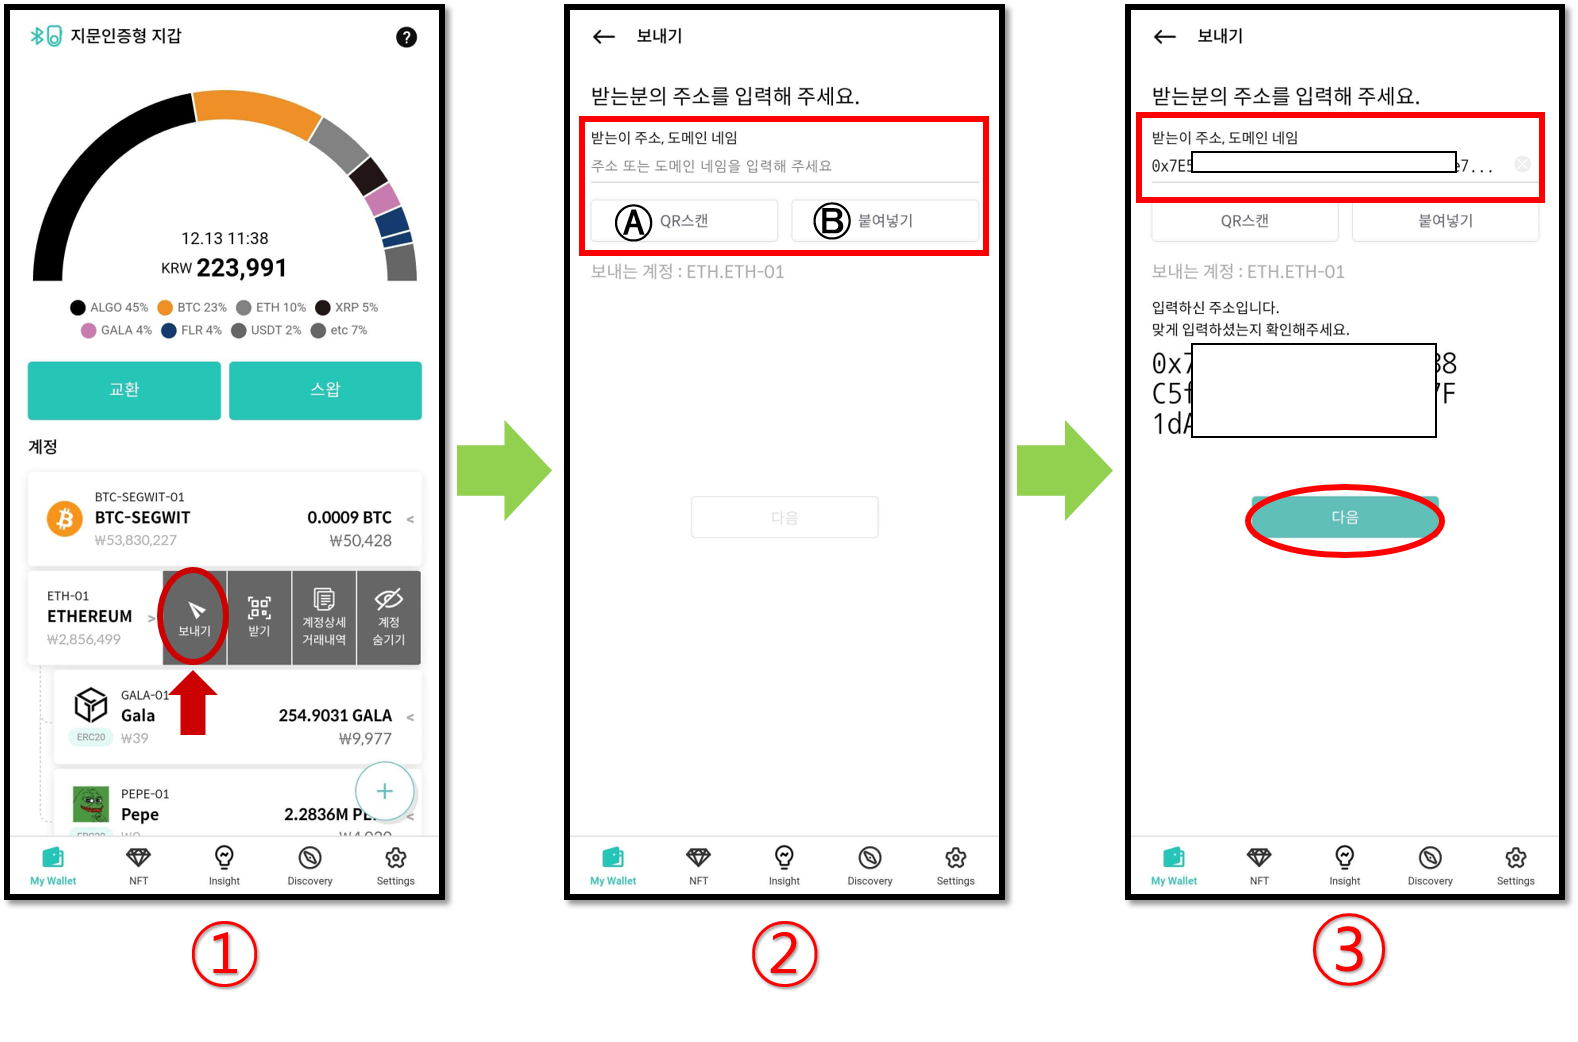 지문인증형 지갑
?
12.13 11:38
KRW 223,991
ALGO 45% BTC 23% ETH 10% XRP 5%
GALA 4% FLR 4% USDT 2% etc 7%
교환 스왑
계정
BTC-SEGWIT-01
BTC-SEGWIT 0.0009 BTC <
₩53,830,227 ₩50,428
ETH-01
ETHEREUM >
₩2,856,499
보내기
받기
계정상세
거래내역
계정
숨기기
GALA-01
Gala 254.9031 GALA <
ERC20 ₩39 ₩9,977
PEPE-01
Pepe 2.2836M <
ERC20
+
My Wallet NFT Insight Discovery Settings
①
← 보내기
받는분의 주소를 입력해 주세요.
받는이 주소, 도메인 네임
주소 또는 도메인 네임을 입력해 주세요
Ⓐ QR스캔 Ⓑ 붙여넣기
보내는 계정 : ETH.ETH-01
다음
My Wallet NFT Insight Discovery Settings
②
← 보내기
받는분의 주소를 입력해 주세요.
받는이 주소, 도메인 네임
0x7E5 e7...
QR스캔 붙여넣기
보내는 계정 : ETH.ETH-01
입력하신 주소입니다.
맞게 입력하셨는지 확인해주세요.
0x7 38
C5f 7F
1dA
다음
My Wallet NFT Insight Discovery Settings
③